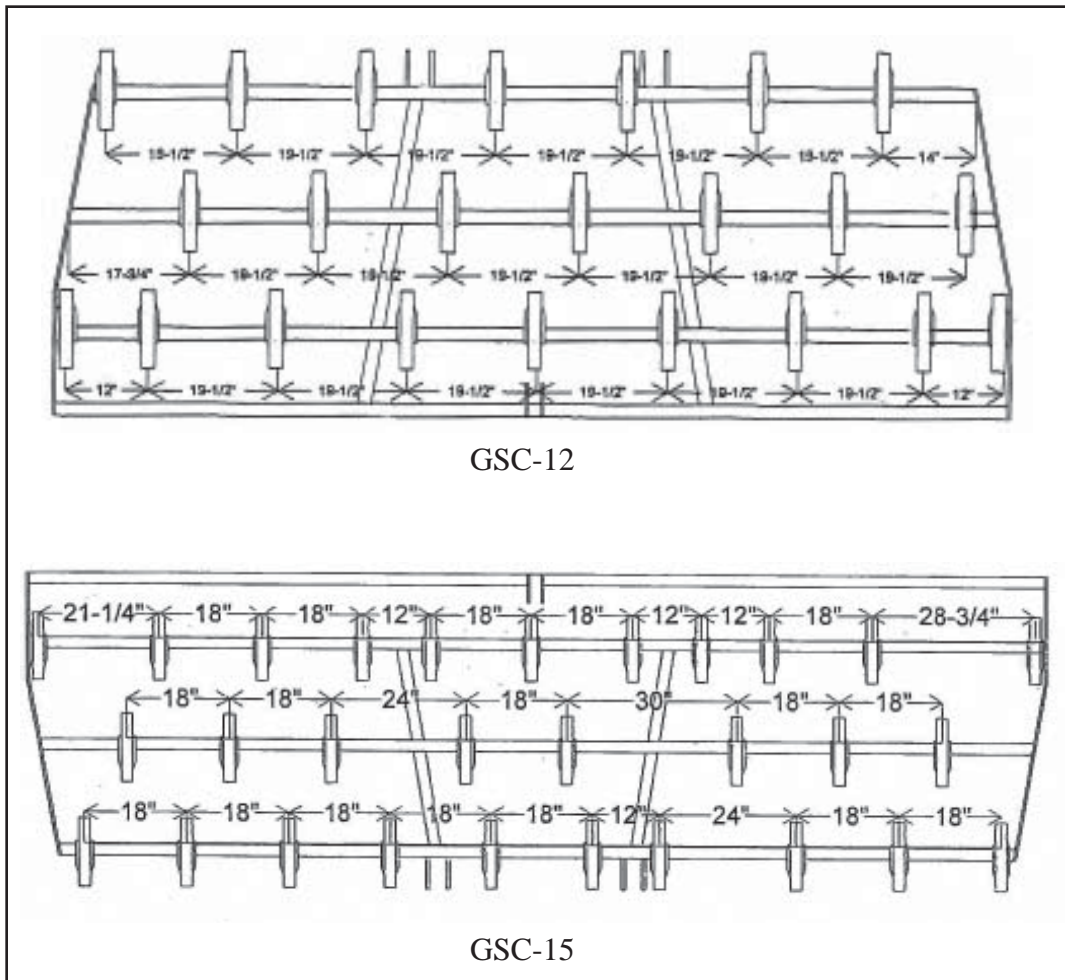 19-1/2" 19-1/2" 19-1/2" 19-1/2" 19-1/2" 19-1/2" 14"
17-3/4" 19-1/2" 19-1/2" 19-1/2" 19-1/2" 19-1/2" 19-1/2"
12" 19-1/2" 19-1/2" 19-1/2" 19-1/2" 19-1/2" 19-1/2" 12"
GSC-12
21-1/4" 18" 18" 12" 18" 18" 12" 12" 18" 28-3/4"
18" 18" 24" 18" 30" 18" 18"
18" 18" 18" 18" 18" 12" 24" 18" 18"
GSC-15